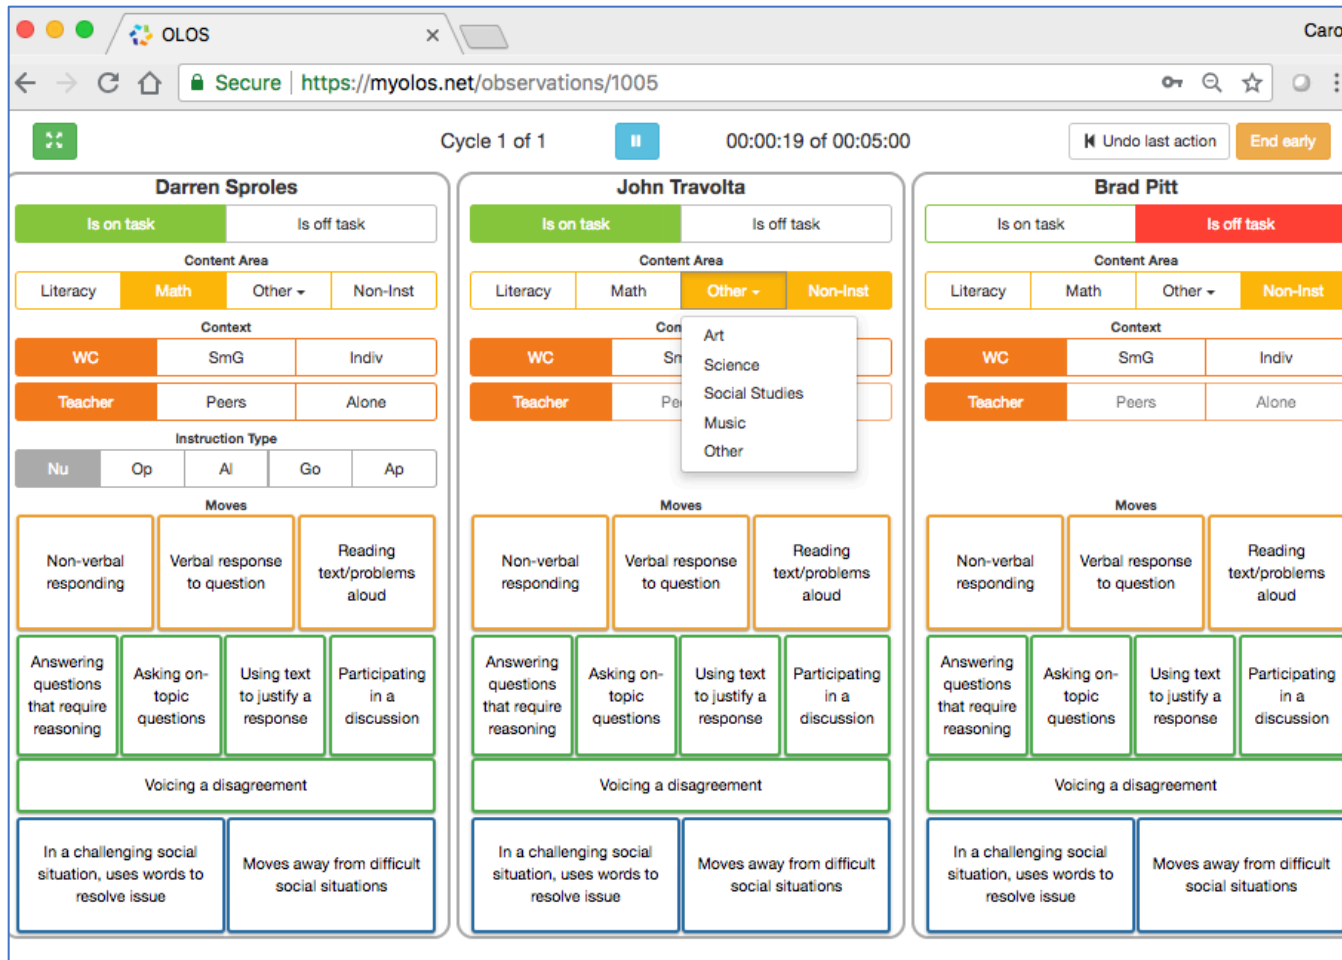 OLOS
Caro
Secure https://myolos.net/observations/1005
Cycle 1 of 1
00:00:19 of 00:05:00
Undo last action
End early
Darren Sproles
Is on task Is off task
Content Area
Literacy Math Other Non-Inst
Context
WC SmG Indiv
Teacher Peers Alone
Instruction Type
Nu Op Al Go Ap
Moves
Non-verbal
responding
Verbal response
to question
Reading
text/problems
aloud
Answering
questions
that require
reasoning
Asking on-
topic
questions
Using text
to justify a
response
Participating
in a
discussion
Voicing a disagreement
In a challenging social
situation, uses words to
resolve issue
Moves away from difficult
social situations
John Travolta
Is on task Is off task
Content Area
Literacy Math Other Non-Inst
Con
WC Sm
Teacher Pe
Art
Science
Social Studies
Music
Other
Moves
Non-verbal
responding
Verbal response
to question
Reading
text/problems
aloud
Answering
questions
that require
reasoning
Asking on-
topic
questions
Using text
to justify a
response
Participating
in a
discussion
Voicing a disagreement
In a challenging social
situation, uses words to
resolve issue
Moves away from difficult
social situations
Brad Pitt
Is on task Is off task
Content Area
Literacy Math Other Non-Inst
Context
WC SmG Indiv
Teacher Peers Alone
Moves
Non-verbal
responding
Verbal response
to question
Reading
text/problems
aloud
Answering
questions
that require
reasoning
Asking on-
topic
questions
Using text
to justify a
response
Participating
in a
discussion
Voicing a disagreement
In a challenging social
situation, uses words to
resolve issue
Moves away from difficult
social situations